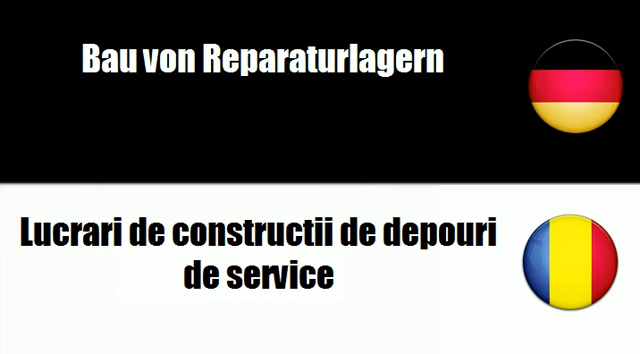 Bau von Reparaturlagern
Lucrari de constructii de depouri
de service